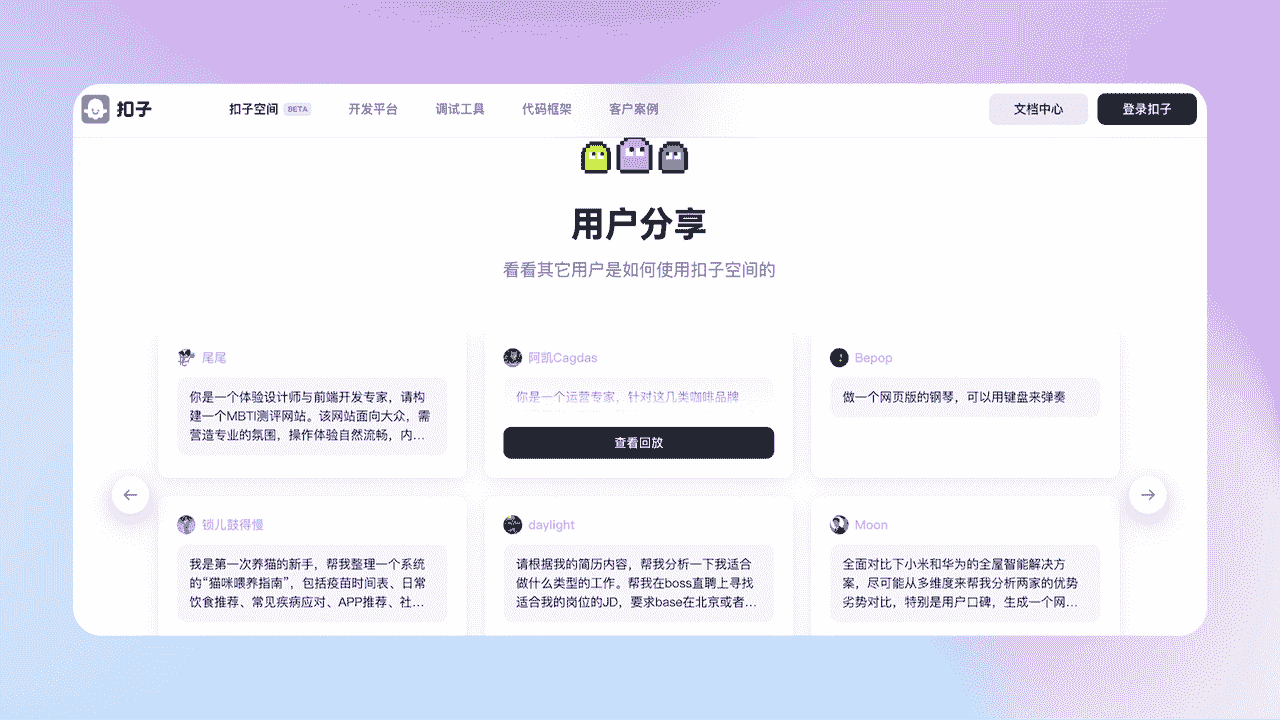 扣子
扣子空间 BETA
开发平台
调试工具
代码框架
客户案例
文档中心
登录扣子
用户分享
看看其它用户是如何使用扣子空间的
尾尾
你是一个体验设计师与前端开发专家，请构
建一个MBTI测评网站。该网站面向大众，需
营造专业的氛围，操作体验自然流畅，内...
阿凯Cagdas
你是一个运营专家，针对这几类咖啡品牌
查看回放
Bepop
做一个网页版的钢琴，可以用键盘来弹奏
锁儿鼓得慢
我是第一次养猫的新手，帮我整理一个系统
的“猫咪喂养指南”，包括疫苗时间表、日常
饮食推荐、常见疾病应对、APP推荐、社...
daylight
请根据我的简历内容，帮我分析一下我适合
做什么类型的工作。帮我在boss直聘上寻找
适合我的岗位的JD，要求base在北京或者...
Moon
全面对比下小米和华为的全屋智能解决方
案，尽可能从多维度来帮我分析两家的优势
劣势对比，特别是用户口碑，生成一个网...